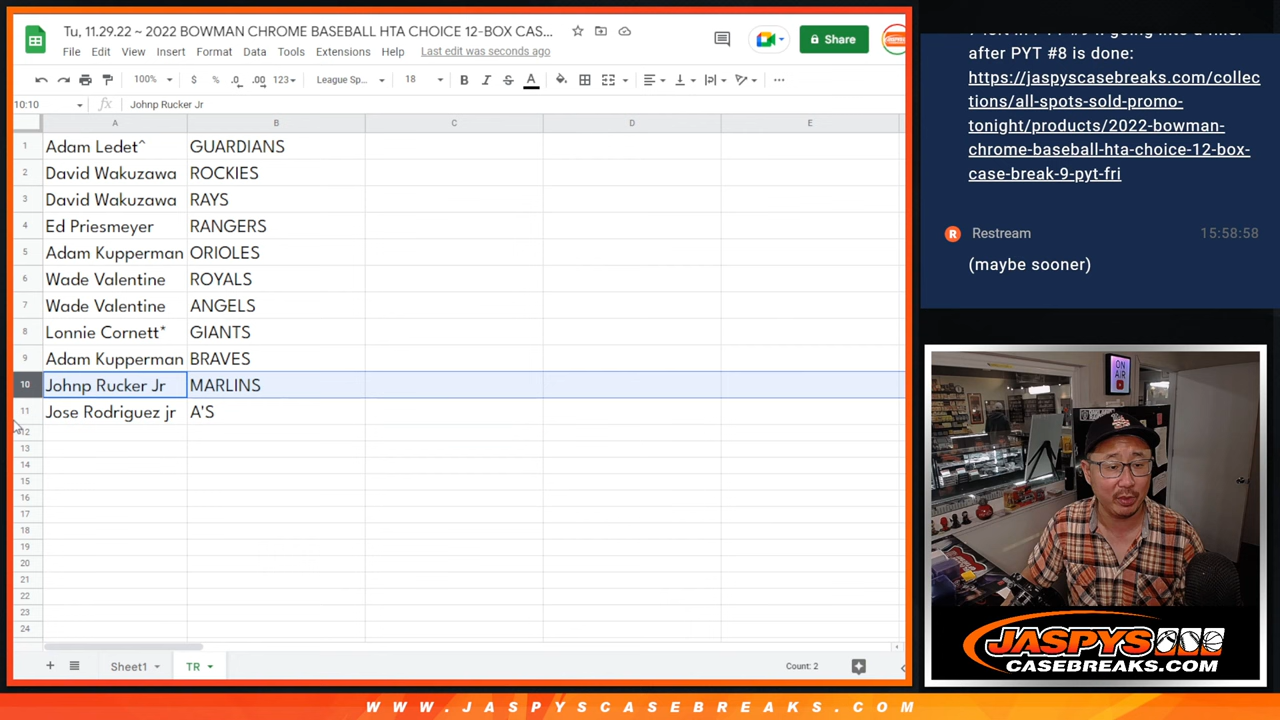 Tu, 11.29.22 ~ 2022 BOWMAN CHROME BASEBALL HTA CHOICE 12-BOX CAS...
File Edit View Insert Format Data Tools Extensions Help Last edit was seconds ago
Share
100% $ % .0 .00 123 League Sp... 18 B I S A
10:10 fx Johnp Rucker Jr
A B C D E
1 Adam Ledet^ GUARDIANS
2 David Wakuzawa ROCKIES
3 David Wakuzawa RAYS
4 Ed Priesmeyer RANGERS
5 Adam Kupperman ORIOLES
6 Wade Valentine ROYALS
7 Wade Valentine ANGELS
8 Lonnie Cornett* GIANTS
9 Adam Kupperman BRAVES
10 Johnp Rucker Jr MARLINS
11 Jose Rodriguez jr A'S
12
13
14
15
16
17
18
19
20
21
22
23
24
Sheet1 TR Count: 2
after PYT #8 is done:
https://jaspyscasebreaks.com/collec
tions/all-spots-sold-promo-
tonight/products/2022-bowman-
chrome-baseball-hta-choice-12-box-
case-break-9-pyt-fri
R Restream 15:58:58
(maybe sooner)
ON
AIR
JASPYS
CASEBREAKS.COM
WWW.JASPYSCASEBREAKS.COM